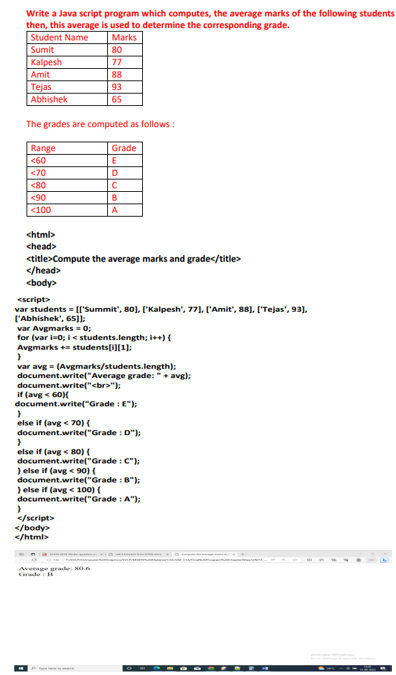 Write a Java script program which computes, the average marks of the following students
then, this average is used to determine the corresponding grade.
Student Name Marks
Sumit 80
Kalpesh 77
Amit 88
Tejas 93
Abhishek 65
The grades are computed as follows :
Range Grade
<60 E
<70 D
<80 C
<90 B
<100 A
<html>
<head>
<title>Compute the average marks and grade</title>
</head>
<body>
<script>
var students = [['Summit', 80], ['Kalpesh', 77], ['Amit', 88], ['Tejas', 93],
['Abhishek', 65]];
var Avgmarks = 0;
for (var i=0; i < students.length; i++) {
Avgmarks += students[i][1];
}
var avg = (Avgmarks/students.length);
document.write("Average grade: " + avg);
document.write("<br>");
if (avg < 60){
document.write("Grade : E");
}
else if (avg < 70) {
document.write("Grade : D");
}
else if (avg < 80) {
document.write("Grade : C");
} else if (avg < 90) {
document.write("Grade : B");
} else if (avg < 100) {
document.write("Grade : A");
}
</script>
</body>
</html>
Average grade: 80.6
Grade : B
Type here to search